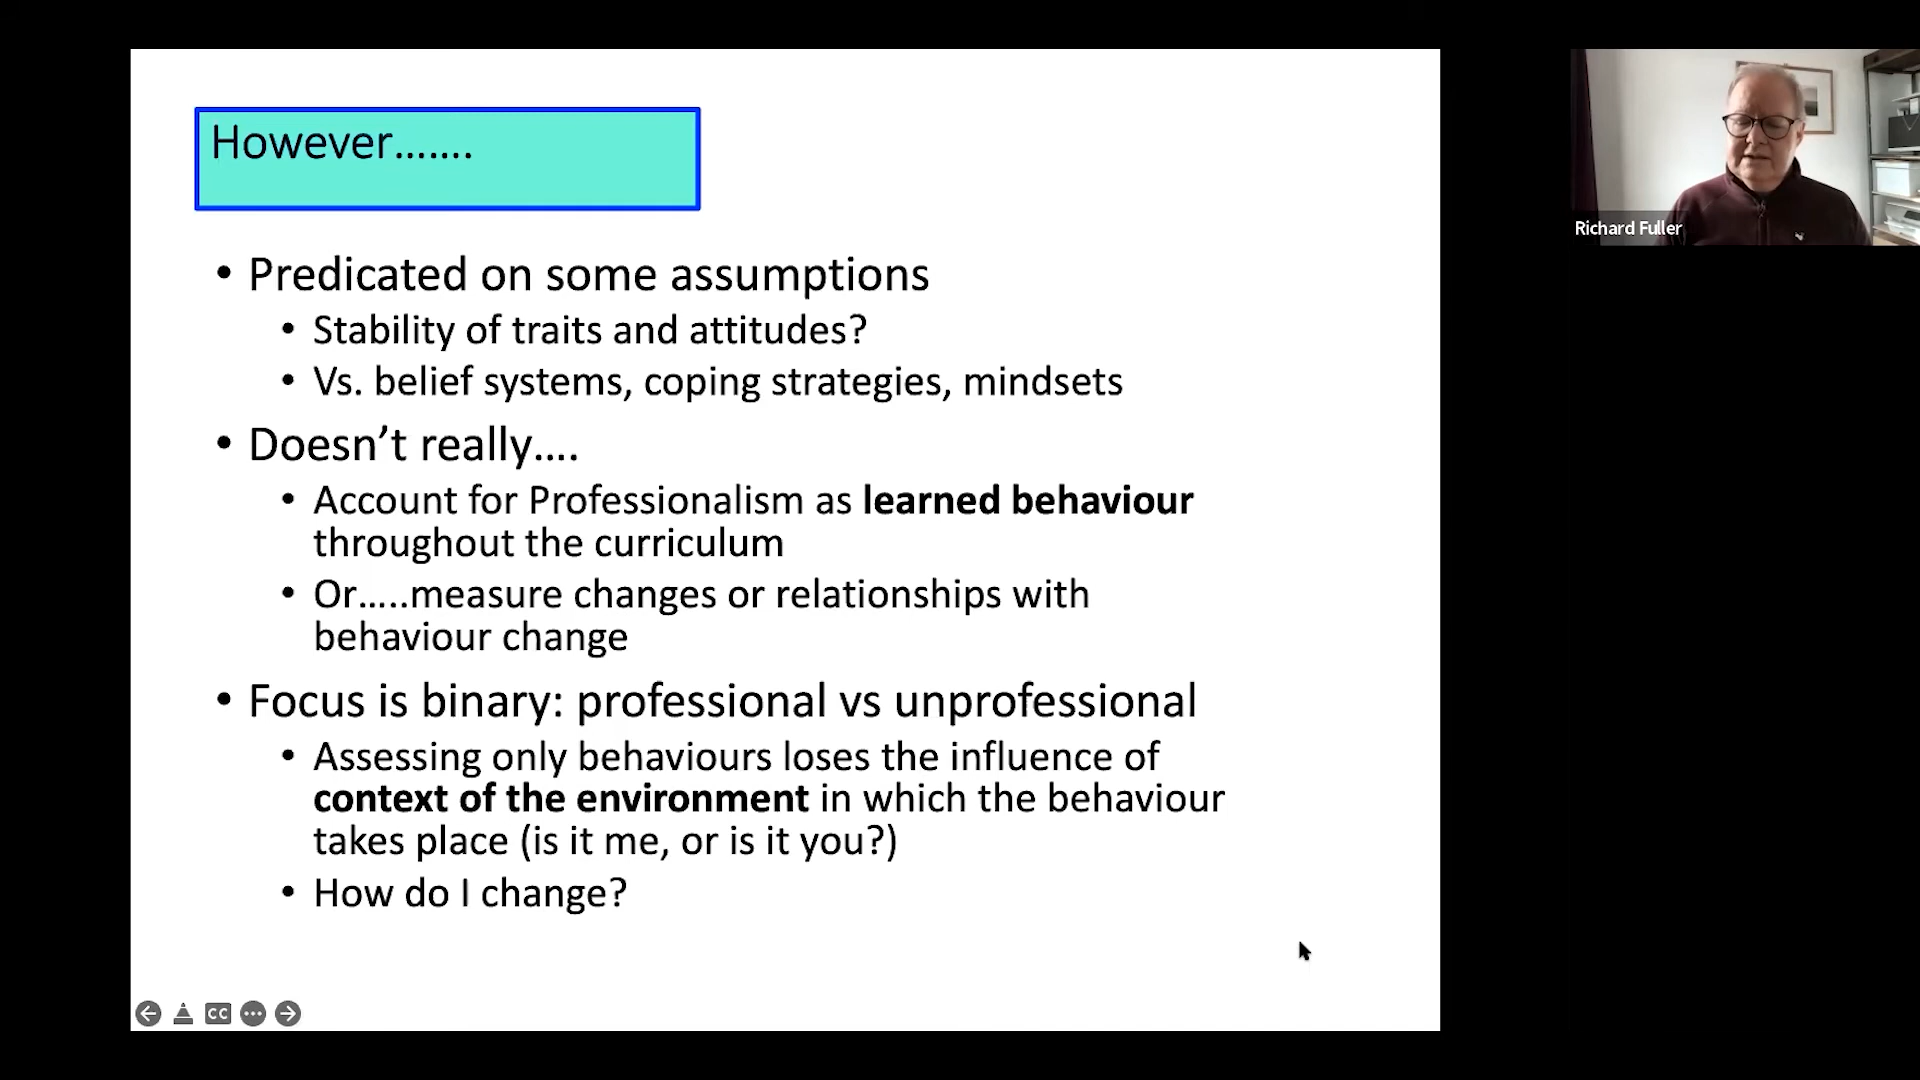 However.......
Richard Fuller
• Predicated on some assumptions
• Stability of traits and attitudes?
• Vs. belief systems, coping strategies, mindsets
• Doesn’t really....
• Account for Professionalism as learned behaviour
throughout the curriculum
• Or.....measure changes or relationships with
behaviour change
• Focus is binary: professional vs unprofessional
• Assessing only behaviours loses the influence of
context of the environment in which the behaviour
takes place (is it me, or is it you?)
• How do I change?
CC